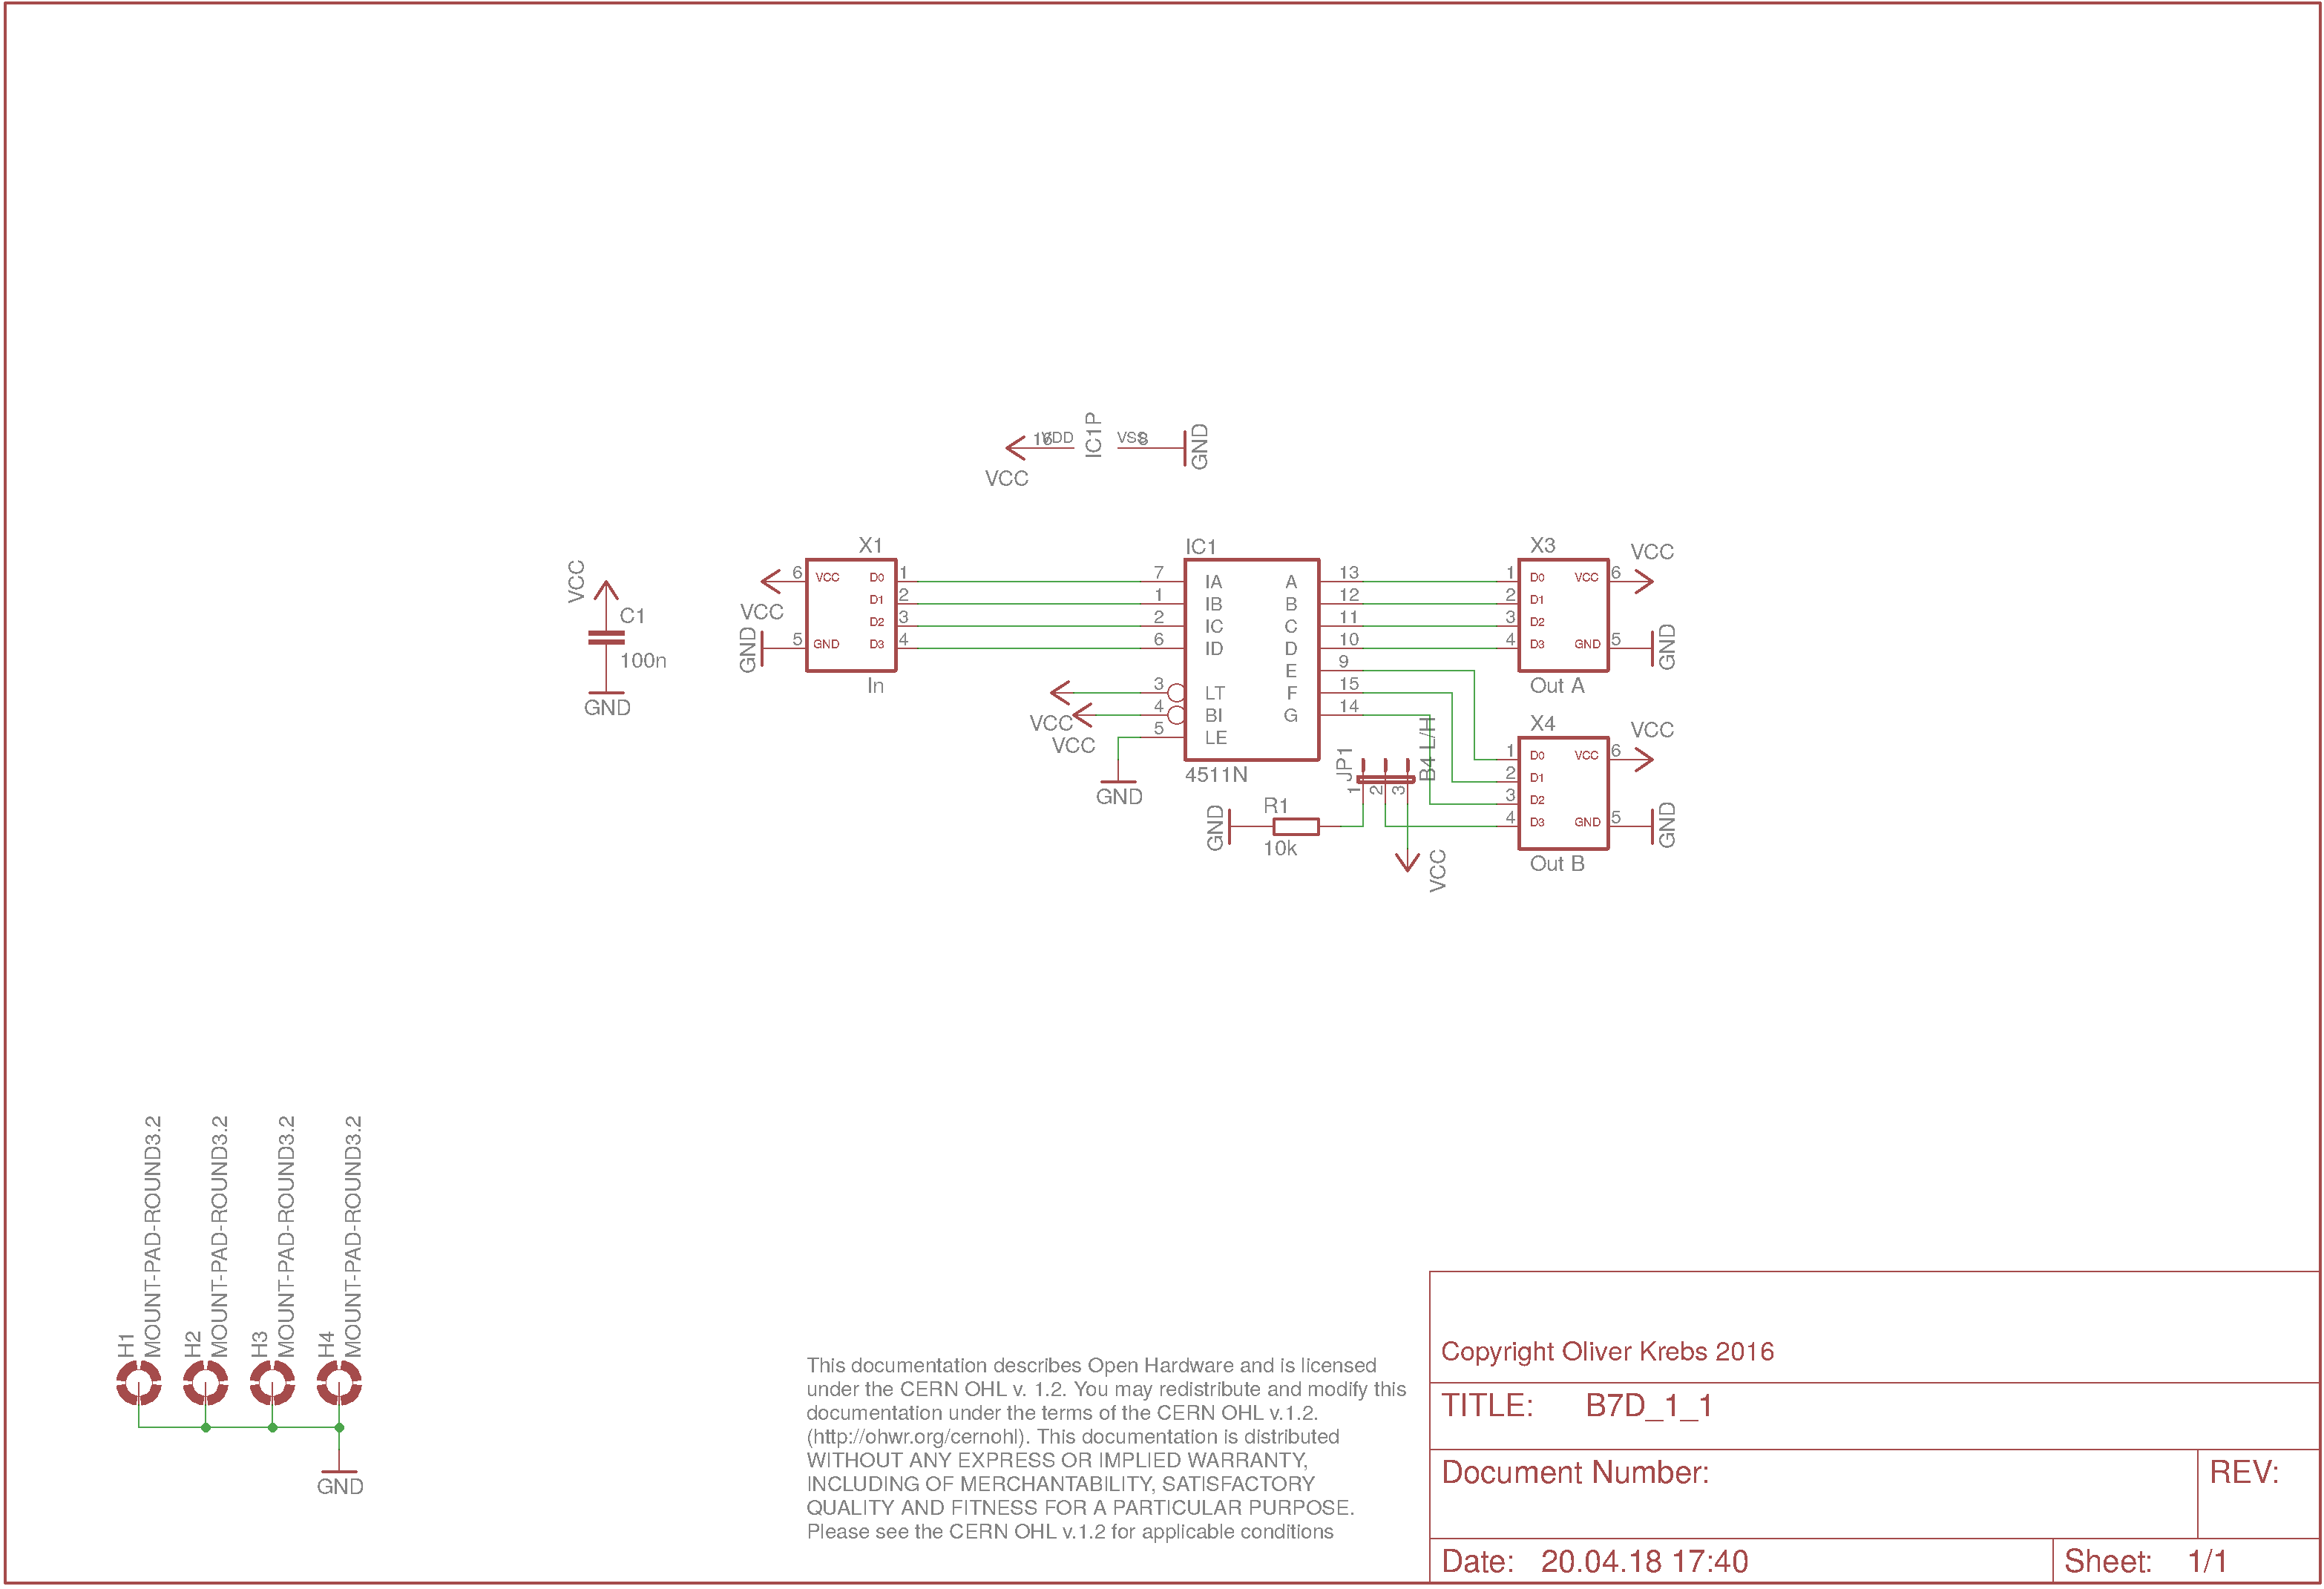 IC1P
16 VDD
VSS 8
VCC
GND
VCC
C1
100n
GND
X1
6 VCC
D0 1
D1 2
D2 3
5 GND
D3 4
VCC
GND
In
IC1
7 IA
1 IB
2 IC
6 ID
3 LT
4 BI
5 LE
A 13
B 12
C 11
D 10
E 9
F 15
G 14
4511N
VCC
VCC
GND
X3
1 D0
2 D1
3 D2
4 D3
VCC 6
GND 5
VCC
GND
Out A
X4
1 D0
2 D1
3 D2
4 D3
VCC 6
GND 5
VCC
GND
Out B
JP1
1
2
3
B4 L/H
R1
10k
GND
VCC
H1
MOUNT-PAD-ROUND3.2
H2
MOUNT-PAD-ROUND3.2
H3
MOUNT-PAD-ROUND3.2
H4
MOUNT-PAD-ROUND3.2
GND
This documentation describes Open Hardware and is licensed
under the CERN OHL v. 1.2. You may redistribute and modify this
documentation under the terms of the CERN OHL v.1.2.
(http://ohwr.org/cernohl). This documentation is distributed
WITHOUT ANY EXPRESS OR IMPLIED WARRANTY,
INCLUDING OF MERCHANTABILITY, SATISFACTORY
QUALITY AND FITNESS FOR A PARTICULAR PURPOSE.
Please see the CERN OHL v.1.2 for applicable conditions
Copyright Oliver Krebs 2016
TITLE: B7D_1_1
Document Number:
REV:
Date: 20.04.18 17:40
Sheet: 1/1